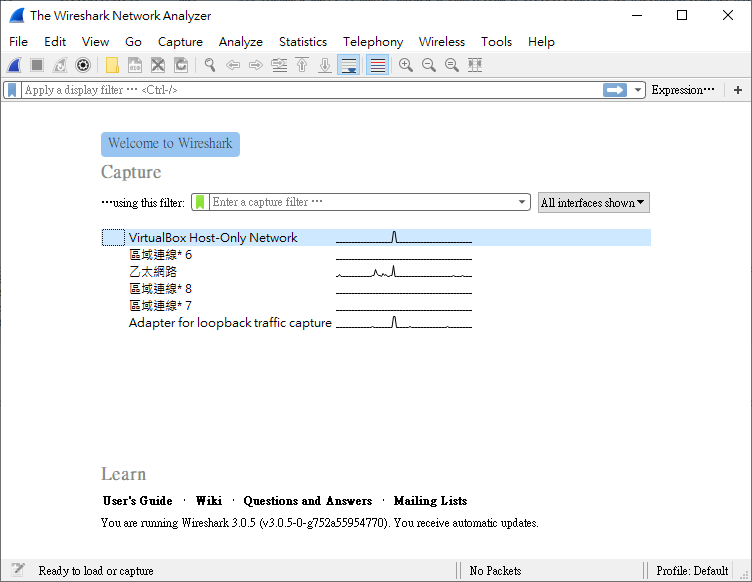 The Wireshark Network Analyzer
File Edit View Go Capture Analyze Statistics Telephony Wireless Tools Help
Apply a display filter ⋯ <Ctrl-/> Expression⋯ +
Welcome to Wireshark
Capture
⋯using this filter: Enter a capture filter ⋯ All interfaces shown
VirtualBox Host-Only Network
區域連線* 6
乙太網路
區域連線* 8
區域連線* 7
Adapter for loopback traffic capture
Learn
User's Guide · Wiki · Questions and Answers · Mailing Lists
You are running Wireshark 3.0.5 (v3.0.5-0-g752a55954770). You receive automatic updates.
Ready to load or capture No Packets Profile: Default